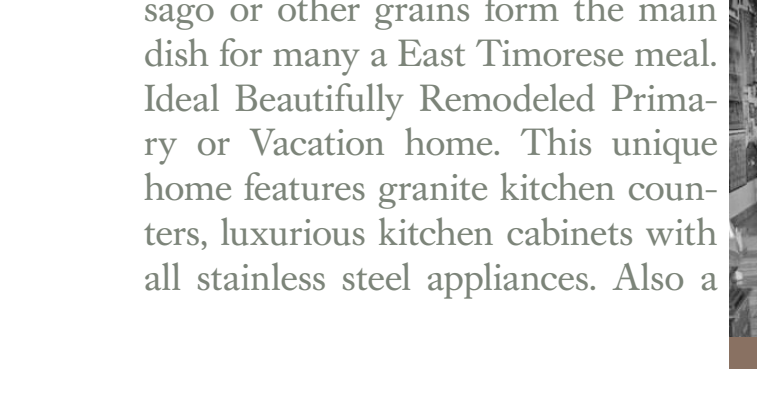 sago or other grains form the main
dish for many a East Timorese meal.
Ideal Beautifully Remodeled Prima-
ry or Vacation home. This unique
home features granite kitchen coun-
ters, luxurious kitchen cabinets with
all stainless steel appliances. Also a